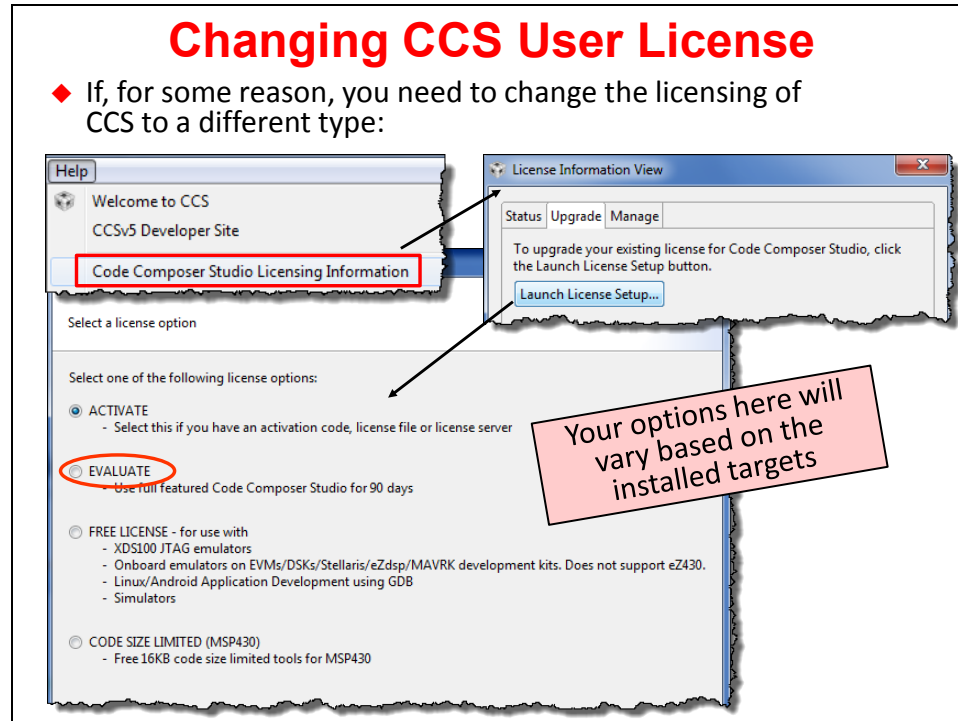 Changing CCS User License
If, for some reason, you need to change the licensing of
CCS to a different type:
Help
Welcome to CCS
CCSv5 Developer Site
Code Composer Studio Licensing Information
License Information View
Status Upgrade Manage
To upgrade your existing license for Code Composer Studio, click
the Launch License Setup button.
Launch License Setup...
Select a license option
Select one of the following license options:
ACTIVATE
- Select this if you have an activation code, license file or license server
EVALUATE
- Use full featured Code Composer Studio for 90 days
FREE LICENSE - for use with
- XDS100 JTAG emulators
- Onboard emulators on EVMs/DSKs/Stellaris/eZdsp/MAVRK development kits. Does not support eZ430.
- Linux/Android Application Development using GDB
- Simulators
CODE SIZE LIMITED (MSP430)
- Free 16KB code size limited tools for MSP430
Your options here will
vary based on the
installed targets